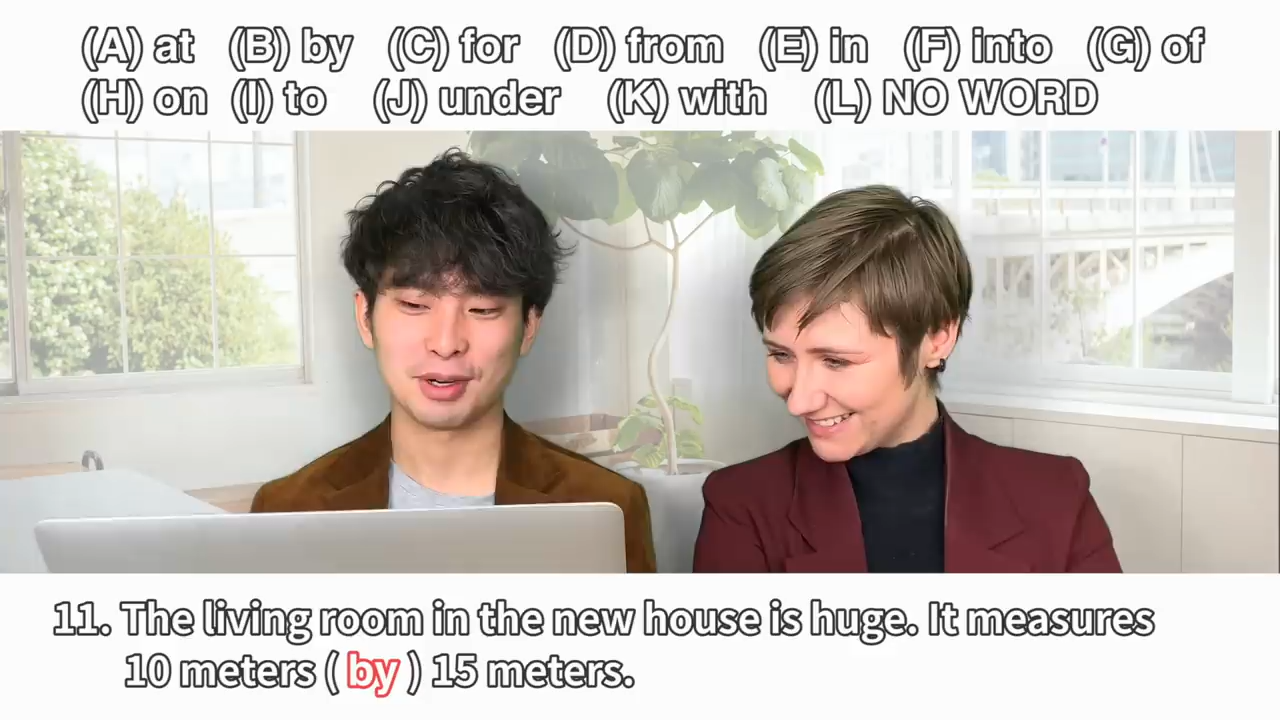 (A) at (B) by (C) for (D) from (E) in (F) into (G) of
(H) on (I) to (J) under (K) with (L) NO WORD
11. The living room in the new house is huge. It measures
10 meters ( by ) 15 meters.